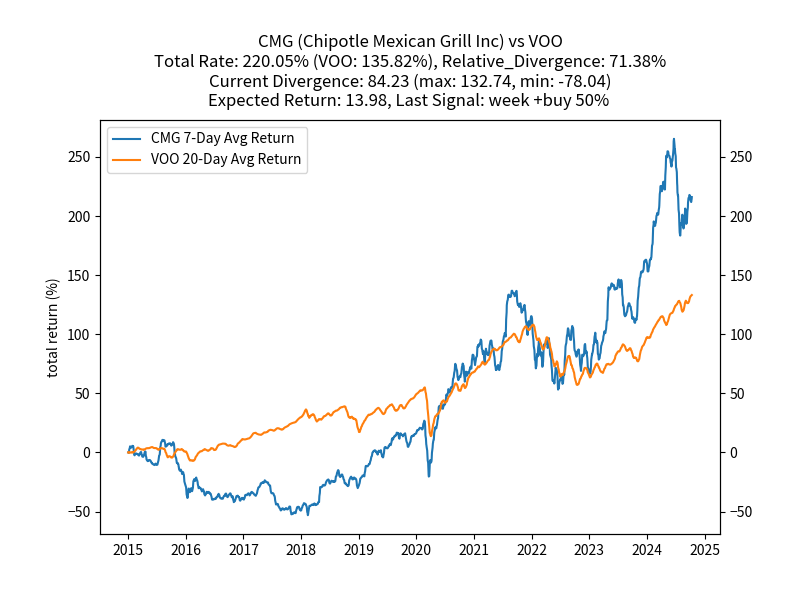 CMG (Chipotle Mexican Grill Inc) vs VOO
Total Rate: 220.05% (VOO: 135.82%), Relative_Divergence: 71.38%
Current Divergence: 84.23 (max: 132.74, min: -78.04)
Expected Return: 13.98, Last Signal: week +buy 50%
CMG 7-Day Avg Return
VOO 20-Day Avg Return
total return (%)
250 250
200 200
150 150
100 100
50 50
0 0
−50 −50
2015 2016 2017 2018 2019 2020 2021 2022 2023 2024 2025